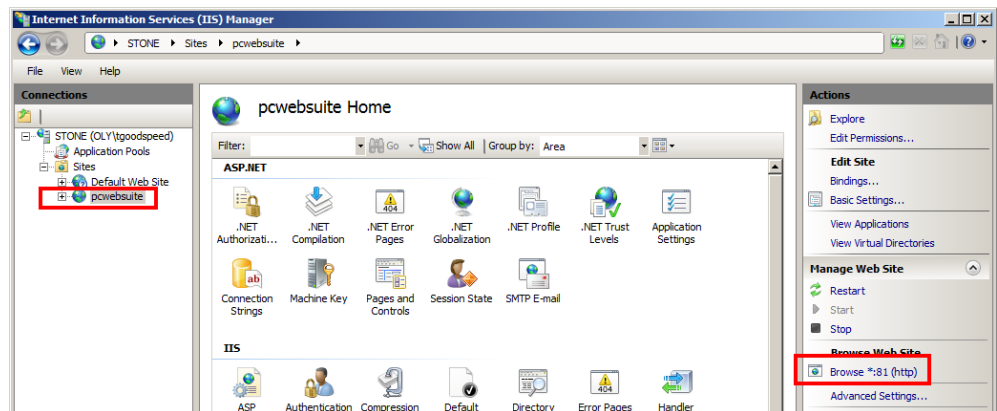 Internet Information Services (IIS) Manager
STONE Sites pcwebsuite
File View Help
Connections
STONE (OLY\tgoodspeed)
Application Pools
Sites
Default Web Site
pcwebsuite
pcwebsuite Home
Filter: Go Show All Group by: Area
ASP.NET
.NET Authorizati...
.NET Compilation
.NET Error Pages
.NET Globalization
.NET Profile
.NET Trust Levels
Application Settings
Connection Strings
Machine Key
Pages and Controls
Session State
SMTP E-mail
IIS
ASP
Authentication
Compression
Default
Directory
Error Pages
Handler
Actions
Explore
Edit Permissions...
Edit Site
Bindings...
Basic Settings...
View Applications
View Virtual Directories
Manage Web Site
Restart
Start
Stop
Browse Web Site
Browse *:81 (http)
Advanced Settings...